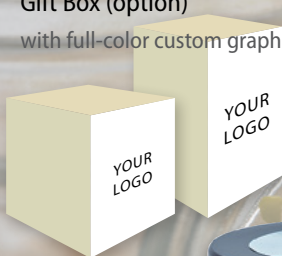 Gift Box (option)
with full-color custom graph
YOUR
LOGO
YOUR
LOGO